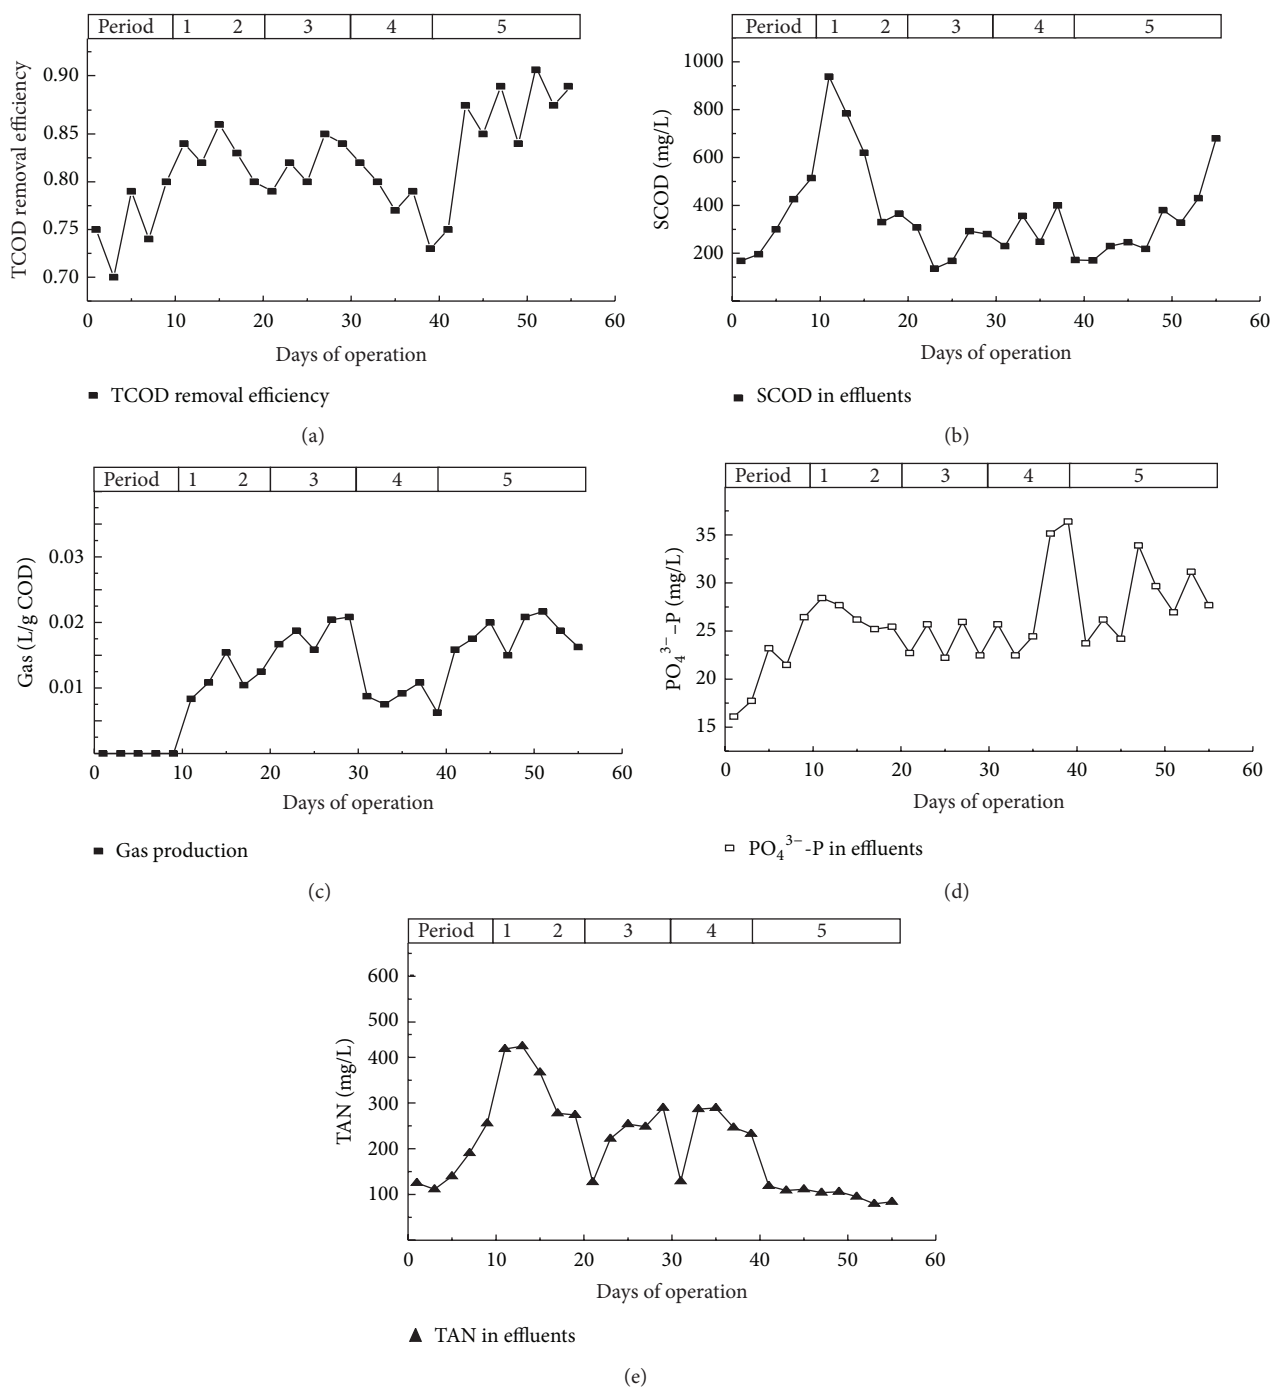 Period 1 2 3 4 5
TCOD removal efficiency
0.90
0.85
0.80
0.75
0.70
0 10 20 30 40 50 60
Days of operation
TCOD removal efficiency
(a)
Period 1 2 3 4 5
SCOD (mg/L)
1000
800
600
400
200
0 10 20 30 40 50 60
Days of operation
SCOD in effluents
(b)
Period 1 2 3 4 5
Gas (L/g COD)
0.03
0.02
0.01
0 10 20 30 40 50 60
Days of operation
Gas production
(c)
Period 1 2 3 4 5
PO₄³⁻-P (mg/L)
35
30
25
20
15
0 10 20 30 40 50 60
Days of operation
PO₄³⁻-P in effluents
(d)
Period 1 2 3 4 5
TAN (mg/L)
600
500
400
300
200
100
0 10 20 30 40 50 60
Days of operation
TAN in effluents
(e)